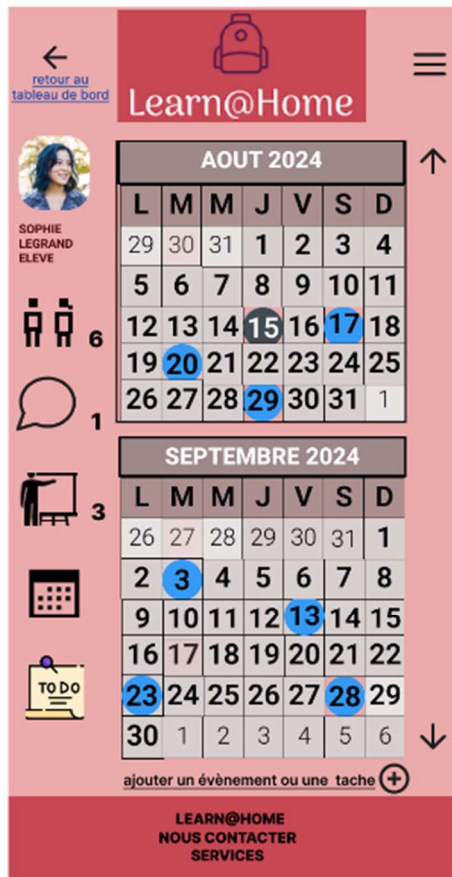 retour au
tableau de bord
Learn@Home
SOPHIE
LEGRAND
ELEVE
6
1
3
TO DO
AOUT 2024
L M M J V S D
29 30 31 1 2 3 4
5 6 7 8 9 10 11
12 13 14 15 16 17 18
19 20 21 22 23 24 25
26 27 28 29 30 31 1
SEPTEMBRE 2024
L M M J V S D
26 27 28 29 30 31 1
2 3 4 5 6 7 8
9 10 11 12 13 14 15
16 17 18 19 20 21 22
23 24 25 26 27 28 29
30 1 2 3 4 5 6
ajouter un évènement ou une tache
LEARN@HOME
NOUS CONTACTER
SERVICES